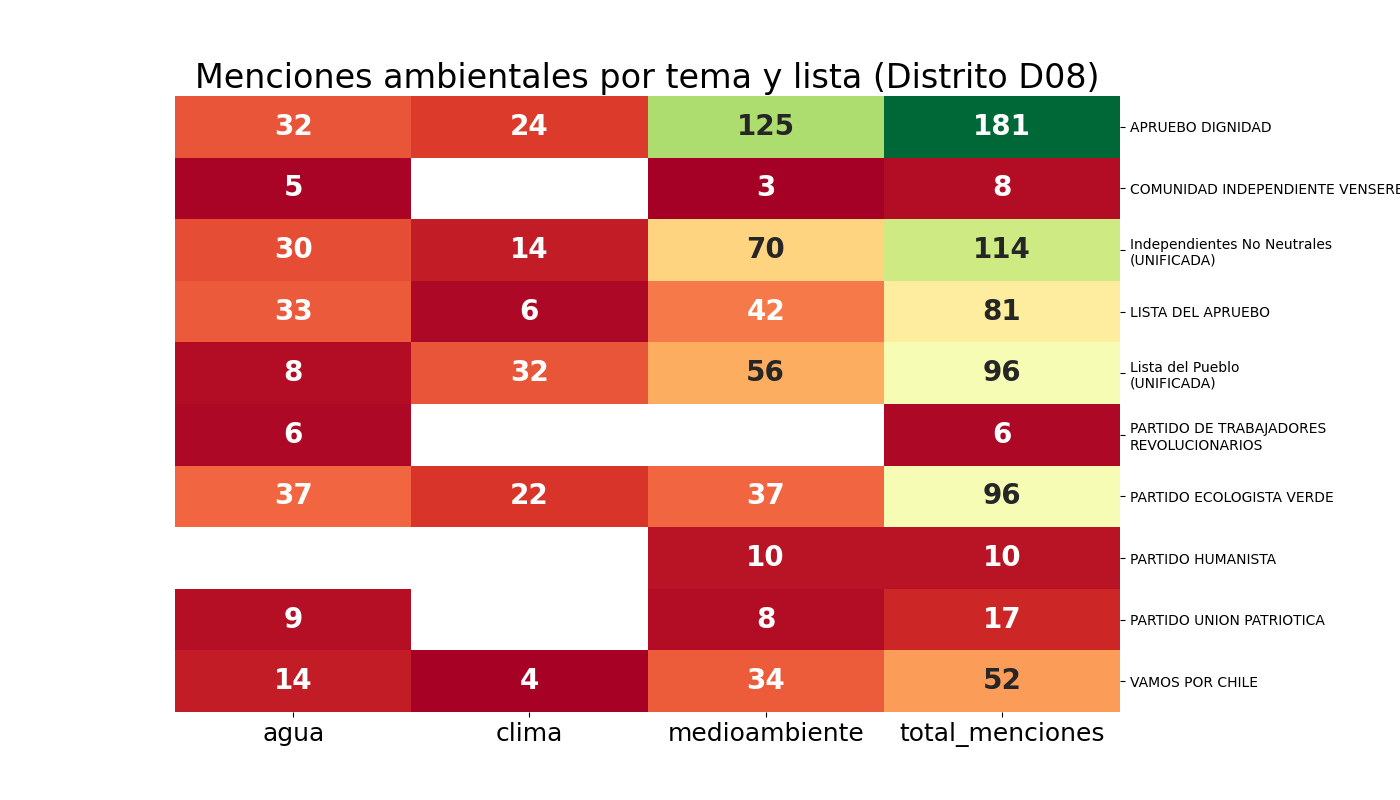 Menciones ambientales por tema y lista (Distrito D08)
32 24 125 181 APRUEBO DIGNIDAD
5 3 8 COMUNIDAD INDEPENDIENTE VENSERE
30 14 70 114 Independientes No Neutrales
(UNIFICADA)
33 6 42 81 LISTA DEL APRUEBO
8 32 56 96 Lista del Pueblo
(UNIFICADA)
6 6 PARTIDO DE TRABAJADORES
REVOLUCIONARIOS
37 22 37 96 PARTIDO ECOLOGISTA VERDE
10 10 PARTIDO HUMANISTA
9 8 17 PARTIDO UNION PATRIOTICA
14 4 34 52 VAMOS POR CHILE
agua clima medioambiente total_menciones